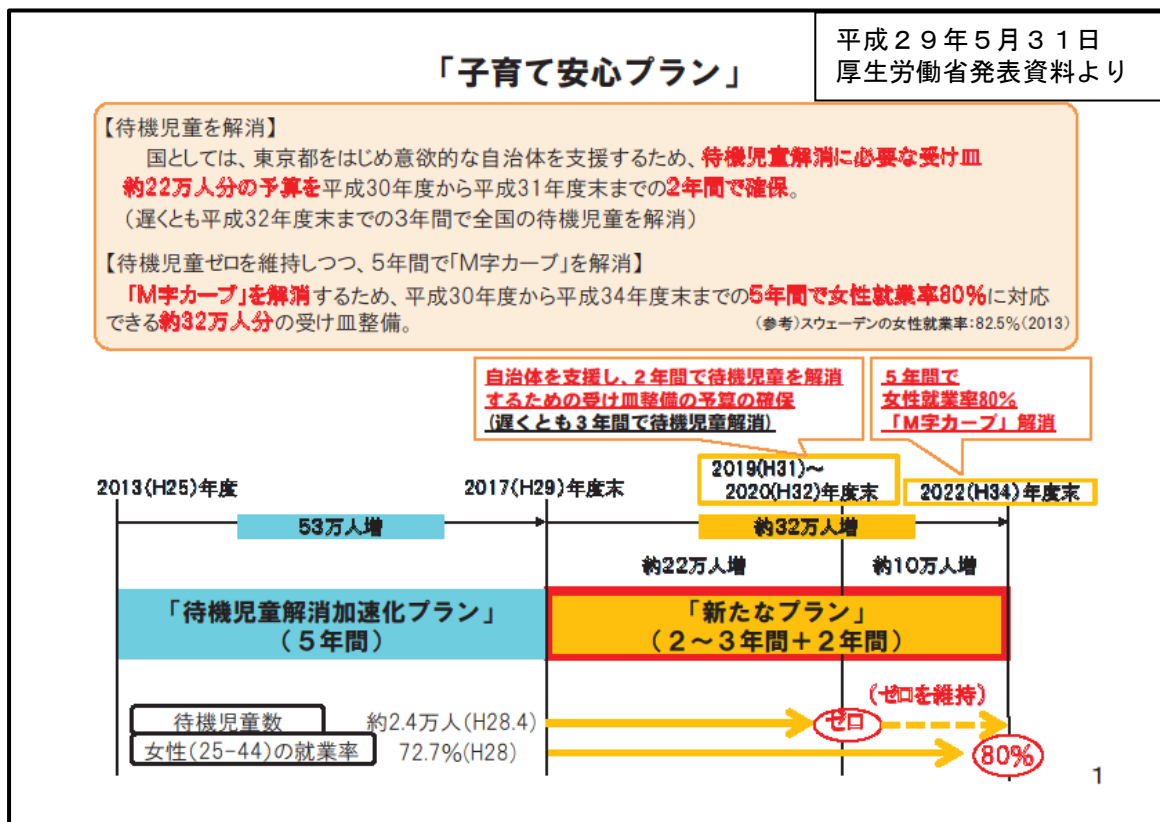 平成２９年５月３１日
厚生労働省発表資料より
「子育て安心プラン」
【待機児童を解消】
国としては、東京都をはじめ意欲的な自治体を支援するため、待機児童解消に必要な受け皿
約22万人分の予算を平成30年度から平成31年度末までの2年間で確保。
（遅くとも平成32年度末までの3年間で全国の待機児童を解消）
【待機児童ゼロを維持しつつ、5年間で「M字カーブ」を解消】
「M字カーブ」を解消するため、平成30年度から平成34年度末までの5年間で女性就業率80%に対応
できる約32万人分の受け皿整備。
（参考）スウェーデンの女性就業率：82.5%（2013）
自治体を支援し、２年間で待機児童を解消
するための受け皿整備の予算の確保
（遅くとも３年間で待機児童解消）
５年間で
女性就業率80%
「M字カーブ」解消
2013(H25)年度
2017(H29)年度末
2019(H31)～
2020(H32)年度末
2022(H34)年度末
53万人増
約32万人増
約22万人増
約10万人増
「待機児童解消加速化プラン」
（５年間）
「新たなプラン」
（２～３年間＋２年間）
（ゼロを維持）
待機児童数
約2.4万人(H28.4)
ゼロ
女性(25-44)の就業率
72.7%(H28)
80%
1